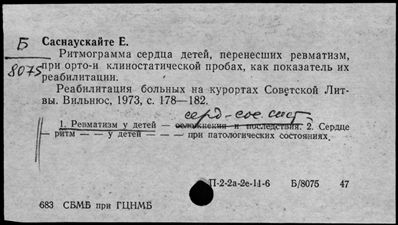 Б
8075
Саснаускайте Е.
Ритмограмма сердца детей, перенесших ревматизм,
при орто-и клиностатической пробах, как показатель их
реабилитации.
Реабилитация больных на курортах Советской Лит-
вы. Вильнюс, 1973, с. 178—182.
серд-сос. сист.
1. Ревматизм у детей — осложнения и последствия. 2. Сердце
— ритм — — у детей — — — при патологических состояниях.
П-2-2а-2е-11-6 Б/8075 47
683 СБМБ при ГЦНМБ